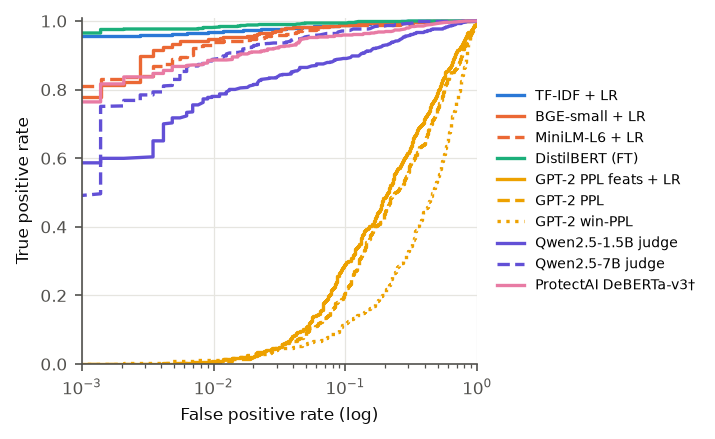 1.0
0.8
0.6
0.4
0.2
0.0
True positive rate
10⁻³
10⁻²
10⁻¹
10⁰
False positive rate (log)
TF-IDF + LR
BGE-small + LR
MiniLM-L6 + LR
DistilBERT (FT)
GPT-2 PPL feats + LR
GPT-2 PPL
GPT-2 win-PPL
Qwen2.5-1.5B judge
Qwen2.5-7B judge
ProtectAI DeBERTa-v3†